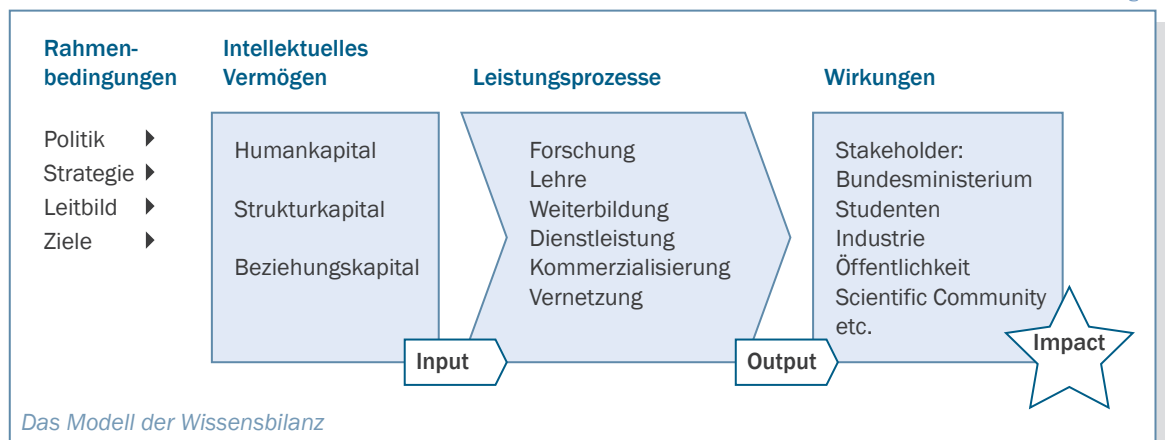 Rahmen-
bedingungen
Politik
Strategie
Leitbild
Ziele
Intellektuelles
Vermögen
Humankapital
Strukturkapital
Beziehungskapital
Input
Leistungsprozesse
Forschung
Lehre
Weiterbildung
Dienstleistung
Kommerzialisierung
Vernetzung
Output
Wirkungen
Stakeholder:
Bundesministerium
Studenten
Industrie
Öffentlichkeit
Scientific Community
etc.
Impact
Das Modell der Wissensbilanz